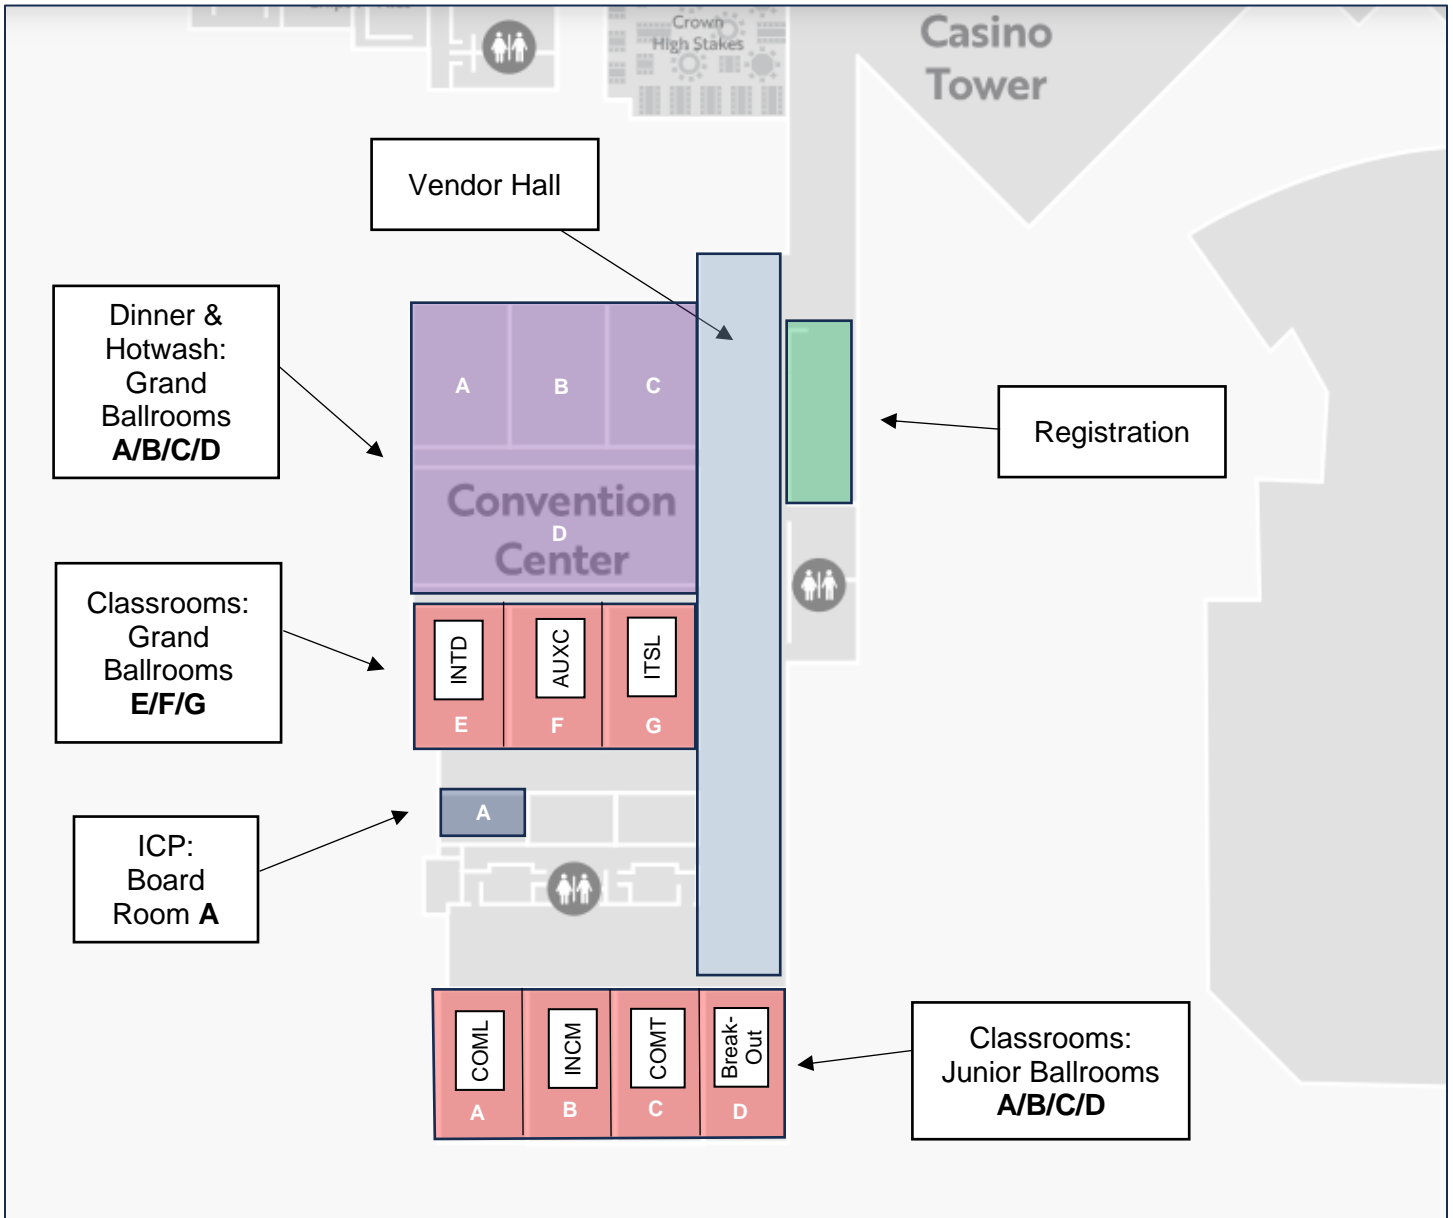 Crown
High Stakes
Casino
Tower
Vendor Hall
Dinner &
Hotwash:
Grand
Ballrooms
A/B/C/D
A
B
C
Registration
Convention
D
Center
Classrooms:
Grand
Ballrooms
E/F/G
INTD
AUXC
ITSL
E
F
G
ICP:
Board
Room A
A
COML
INCM
COMT
Break-
Out
A
B
C
D
Classrooms:
Junior Ballrooms
A/B/C/D